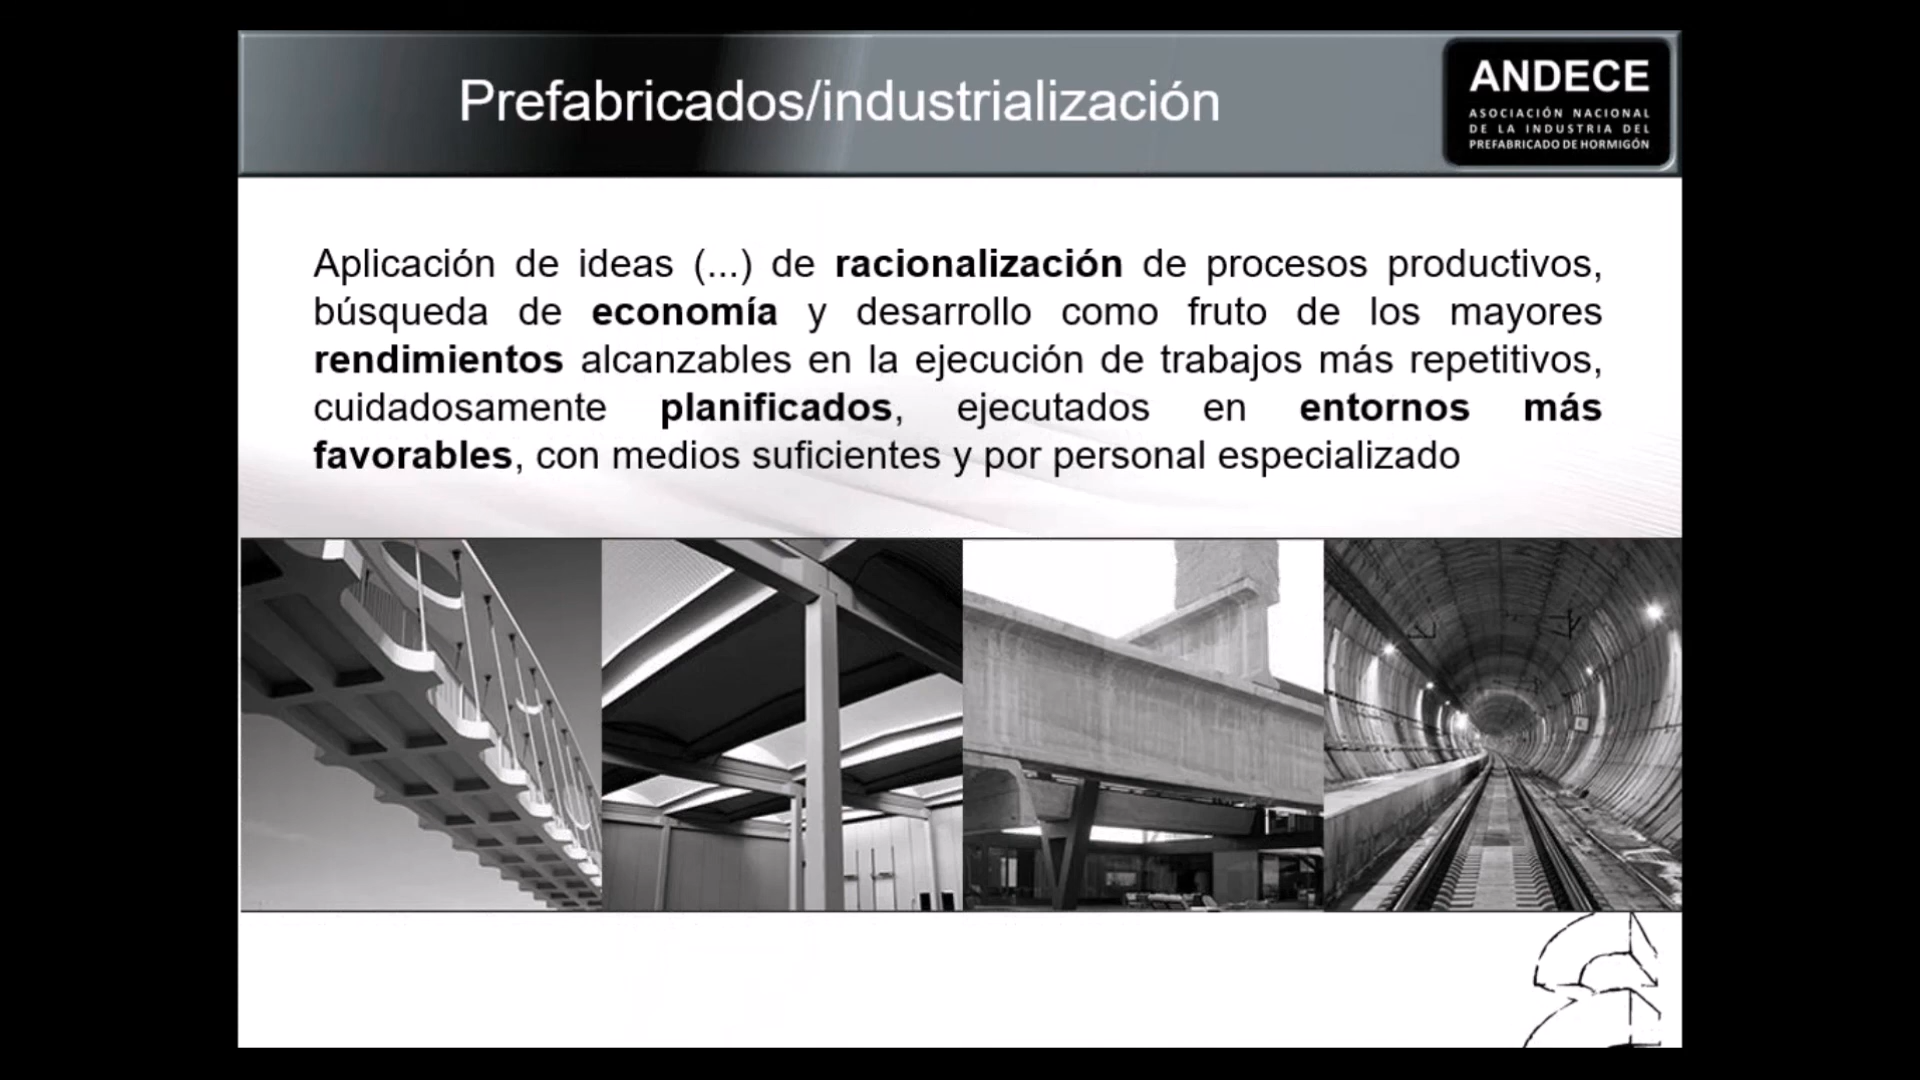 Prefabricados/industrialización
ANDECE
ASOCIACIÓN NACIONAL
DE LA INDUSTRIA DEL
PREFABRICADO DE HORMIGÓN
Aplicación de ideas (...) de racionalización de procesos productivos,
búsqueda de economía y desarrollo como fruto de los mayores
rendimientos alcanzables en la ejecución de trabajos más repetitivos,
cuidadosamente planificados, ejecutados en entornos más
favorables, con medios suficientes y por personal especializado